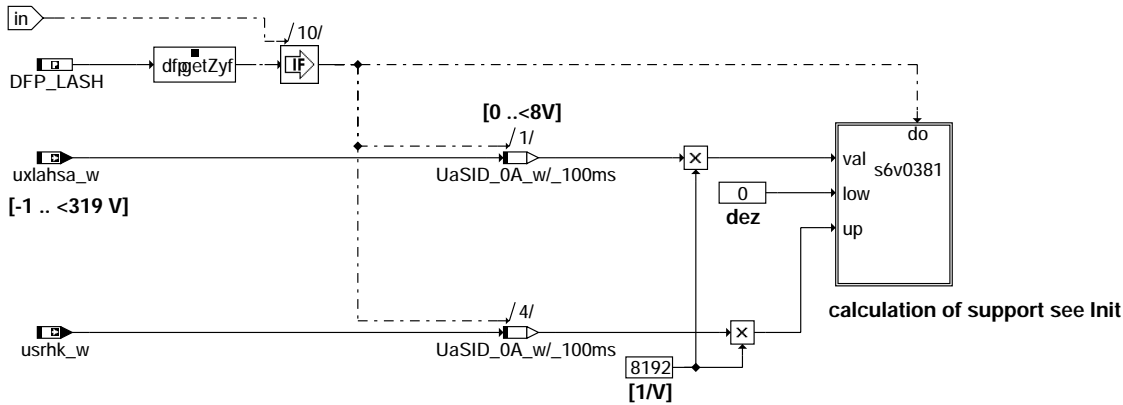 in
/10/
dfpgetZyf
IF
DFP_LASH
[0 ..<8V]
/1/
do
val
s6v0381
uxlahsa_w
UaSID_0A_w/_100ms
0
low
[-1 .. <319 V]
dez
up
/4/
calculation of support see Init
usrhk_w
UaSID_0A_w/_100ms
8192
[1/V]